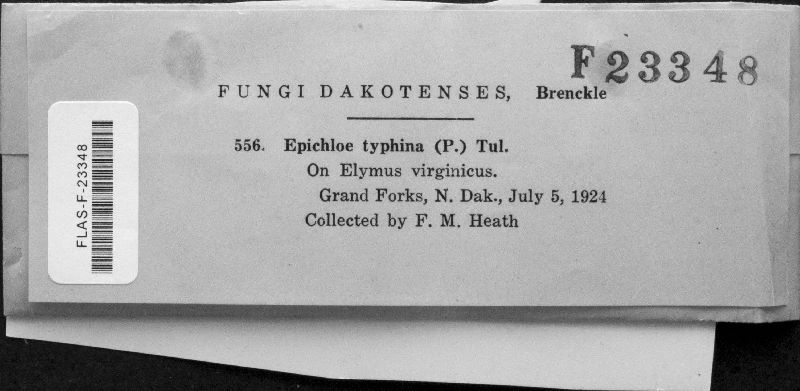 F23348
FUNGI DAKOTENSES, Brenckle
556. Epichloe typhina (P.) Tul.
On Elymus virginicus.
Grand Forks, N. Dak., July 5, 1924
Collected by F. M. Heath
FLAS-F-23348